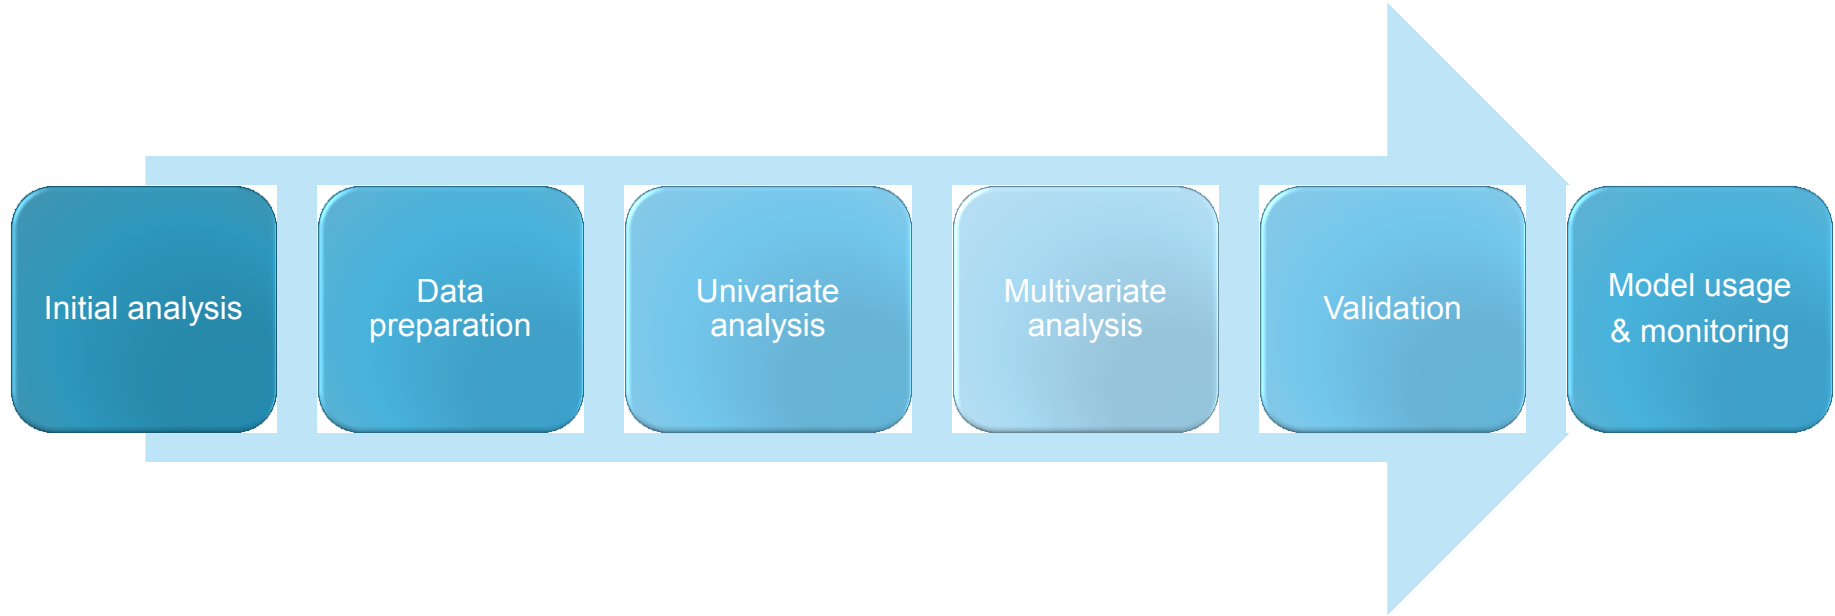 Initial analysis
Data
preparation
Univariate
analysis
Multivariate
analysis
Validation
Model usage
& monitoring